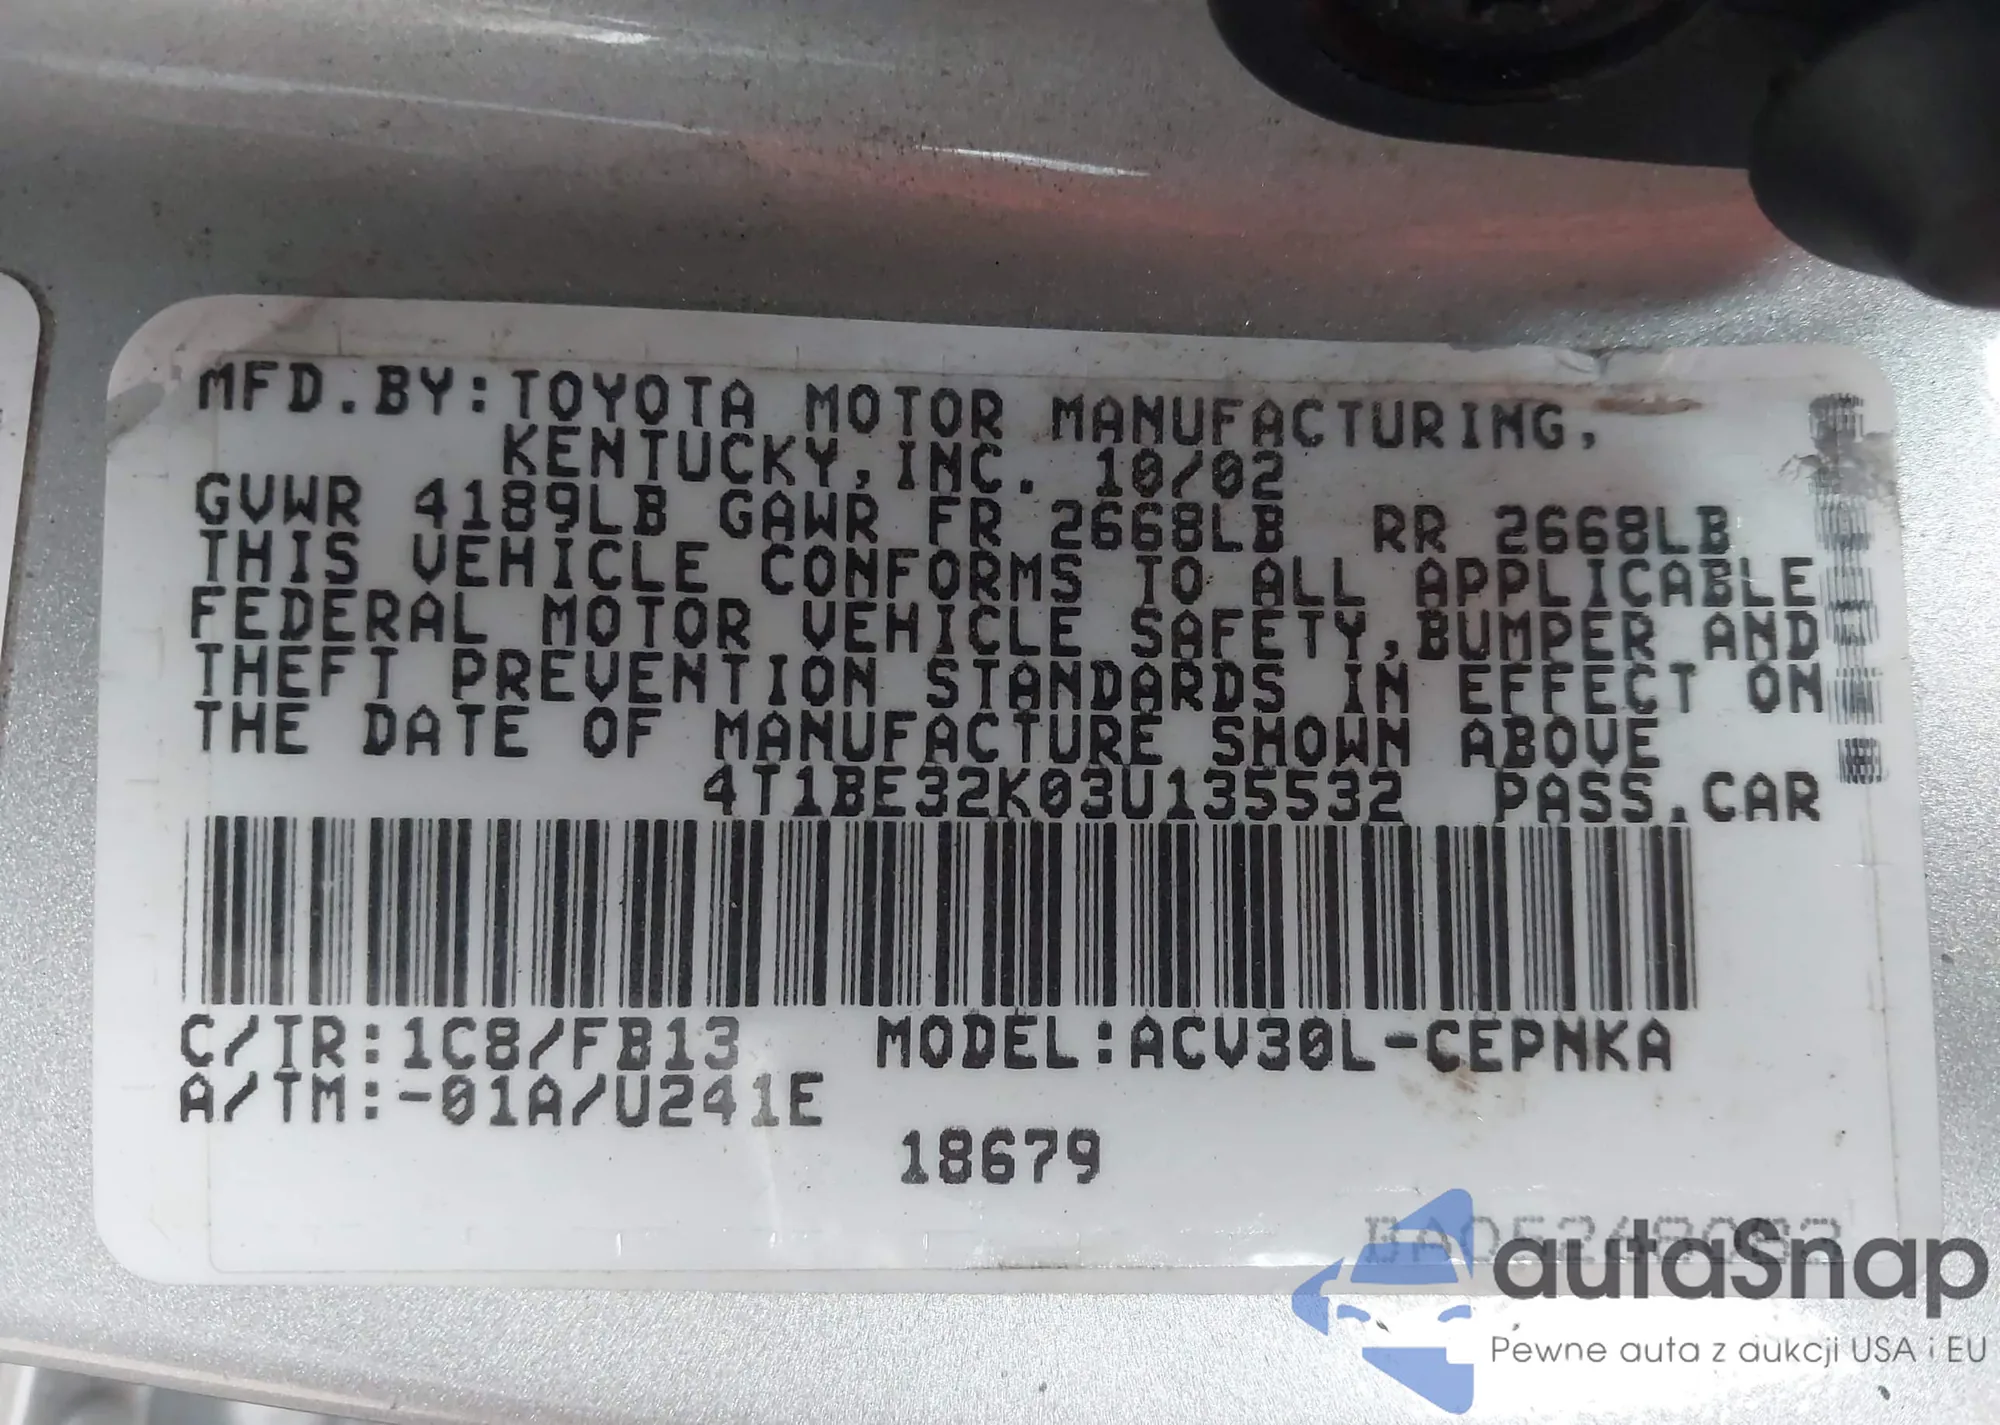 MFD.BY:TOYOTA MOTOR MANUFACTURING,
KENTUCKY,INC. 10/02
GVWR 4189LB GAWR FR 2668LB RR 2668LB
THIS VEHICLE CONFORMS TO ALL APPLICABLE
FEDERAL MOTOR VEHICLE SAFETY,BUMPER AND
THEFT PREVENTION STANDARDS IN EFFECT ON
THE DATE OF MANUFACTURE SHOWN ABOVE
4T1BE32K03U135532 PASS.CAR
C/TR:1C8/FB13 MODEL:ACV30L-CEPNKA
A/TM:-01A/U241E
18679
autoSnap
Pewne auta z aukcji USA i EU